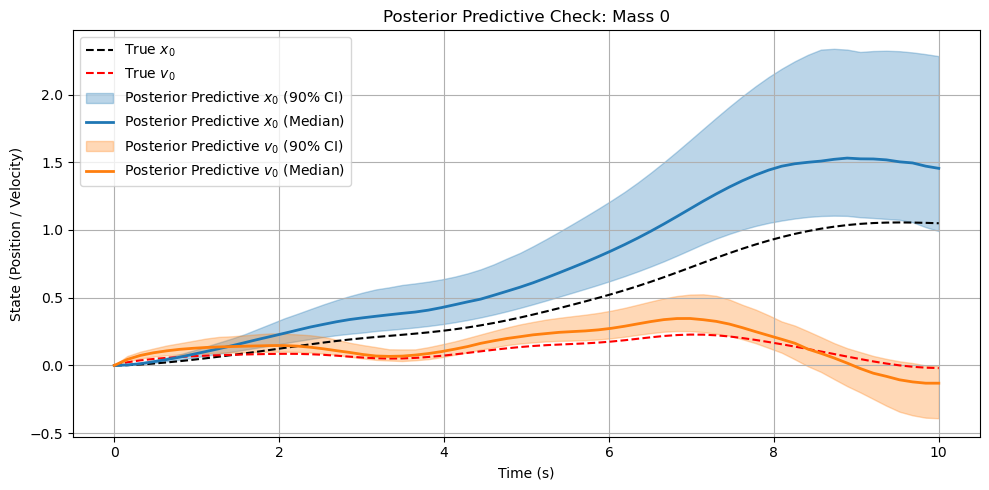 Posterior Predictive Check: Mass 0
True x₀
True v₀
Posterior Predictive x₀ (90% CI)
Posterior Predictive x₀ (Median)
Posterior Predictive v₀ (90% CI)
Posterior Predictive v₀ (Median)
State (Position / Velocity)
2.0
1.5
1.0
0.5
0.0
−0.5
0
2
4
6
8
10
Time (s)